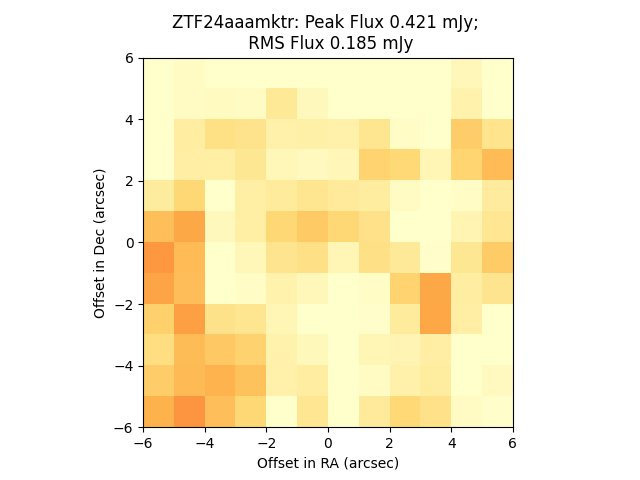 ZTF24aaamktr: Peak Flux 0.421 mJy;
RMS Flux 0.185 mJy
6
4
2
0
−2
−4
−6
Offset in Dec (arcsec)
−6 −4 −2 0 2 4 6
Offset in RA (arcsec)